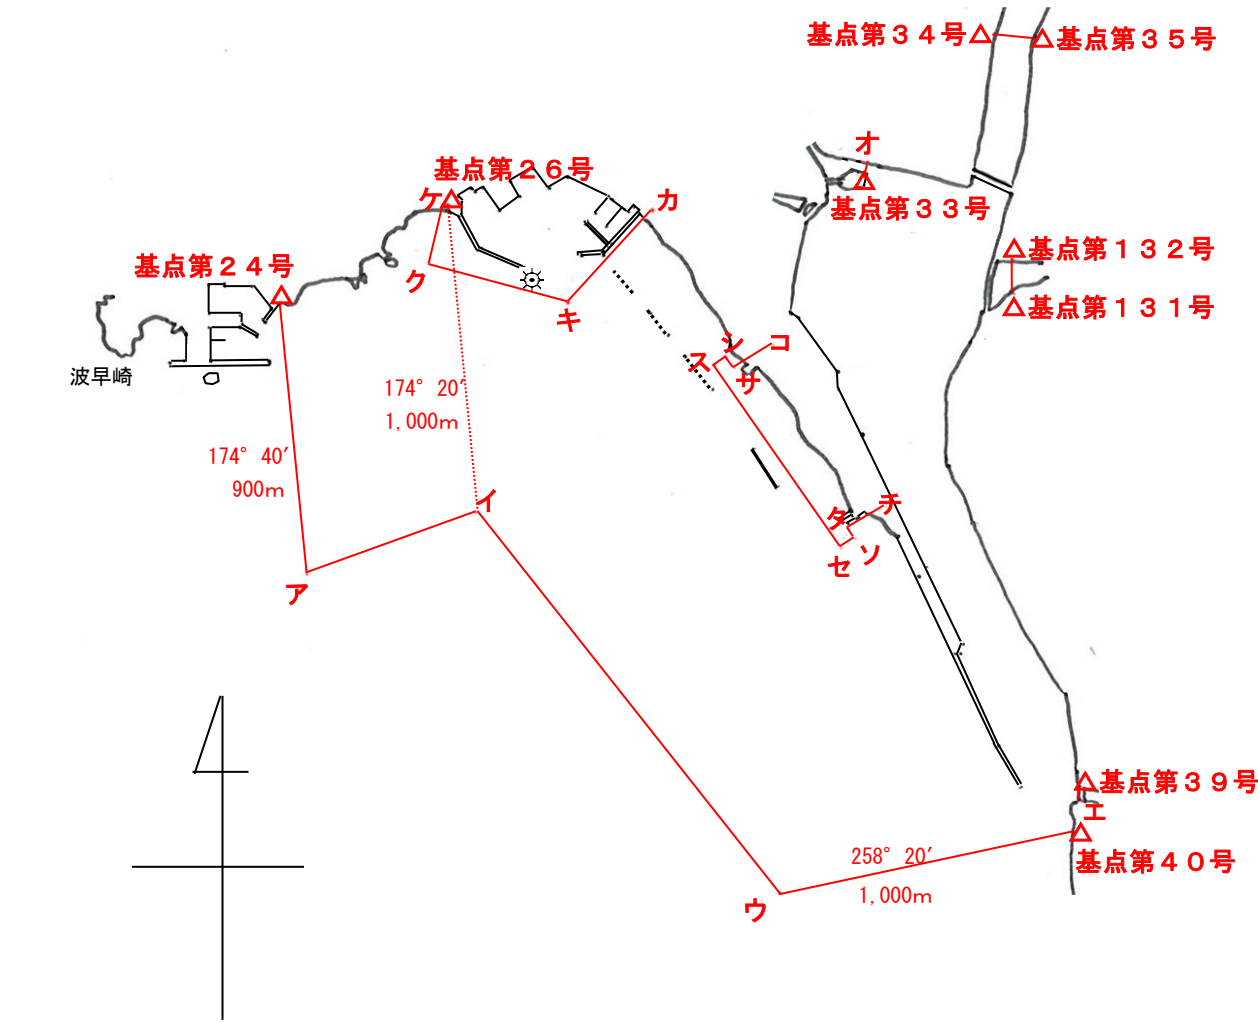 基点第３４号
基点第３５号
オ
基点第２６号
ケ
カ
基点第３３号
基点第１３２号
基点第２４号
ク
基点第１３１号
キ
シ
コ
ス
サ
波早崎
174° 20′
1,000m
174° 40′
900m
イ
チ
タ
ソ
セ
ア
基点第３９号
エ
258° 20′
基点第４０号
1,000m
ウ